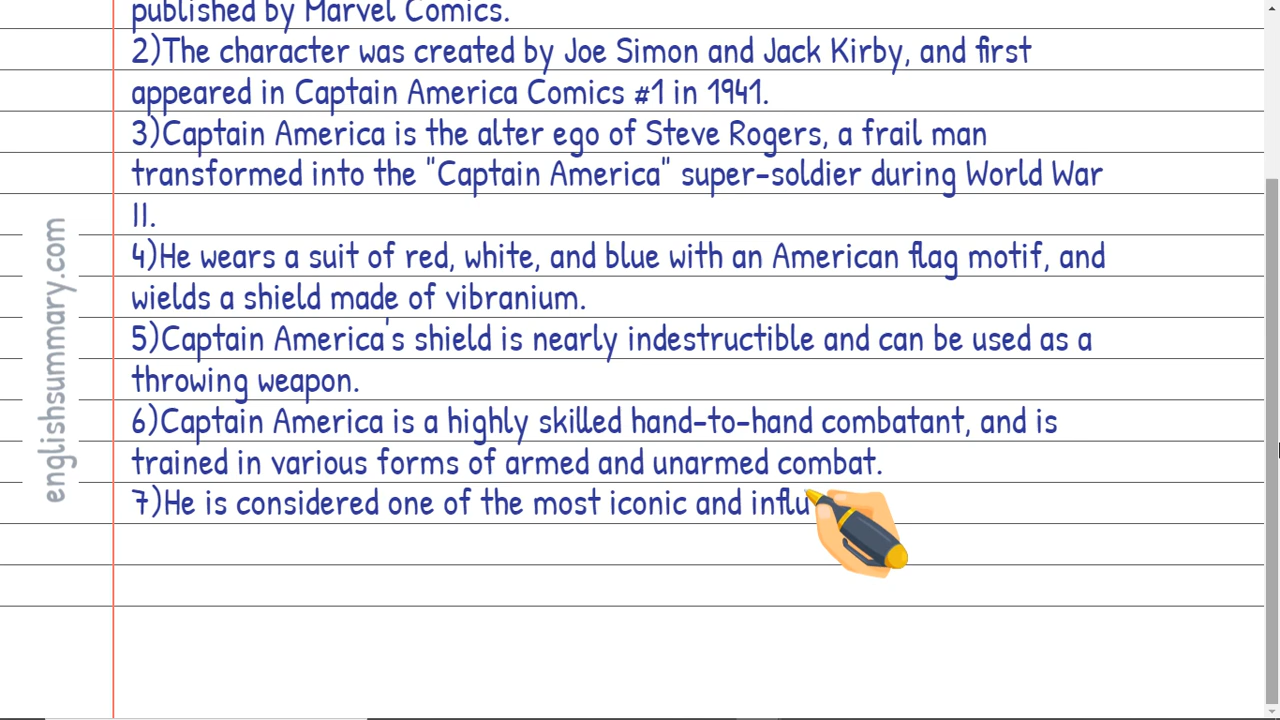 published by Marvel Comics.
2)The character was created by Joe Simon and Jack Kirby, and first
appeared in Captain America Comics #1 in 1941.
3)Captain America is the alter ego of Steve Rogers, a frail man
transformed into the "Captain America" super-soldier during World War
II.
4)He wears a suit of red, white, and blue with an American flag motif, and
wields a shield made of vibranium.
5)Captain America's shield is nearly indestructible and can be used as a
throwing weapon.
6)Captain America is a highly skilled hand-to-hand combatant, and is
trained in various forms of armed and unarmed combat.
7)He is considered one of the most iconic and influ
englishsummary.com